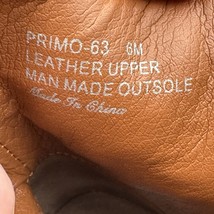 PRIMO-63 6M
LEATHER UPPER
MAN MADE OUTSOLE
Made In China